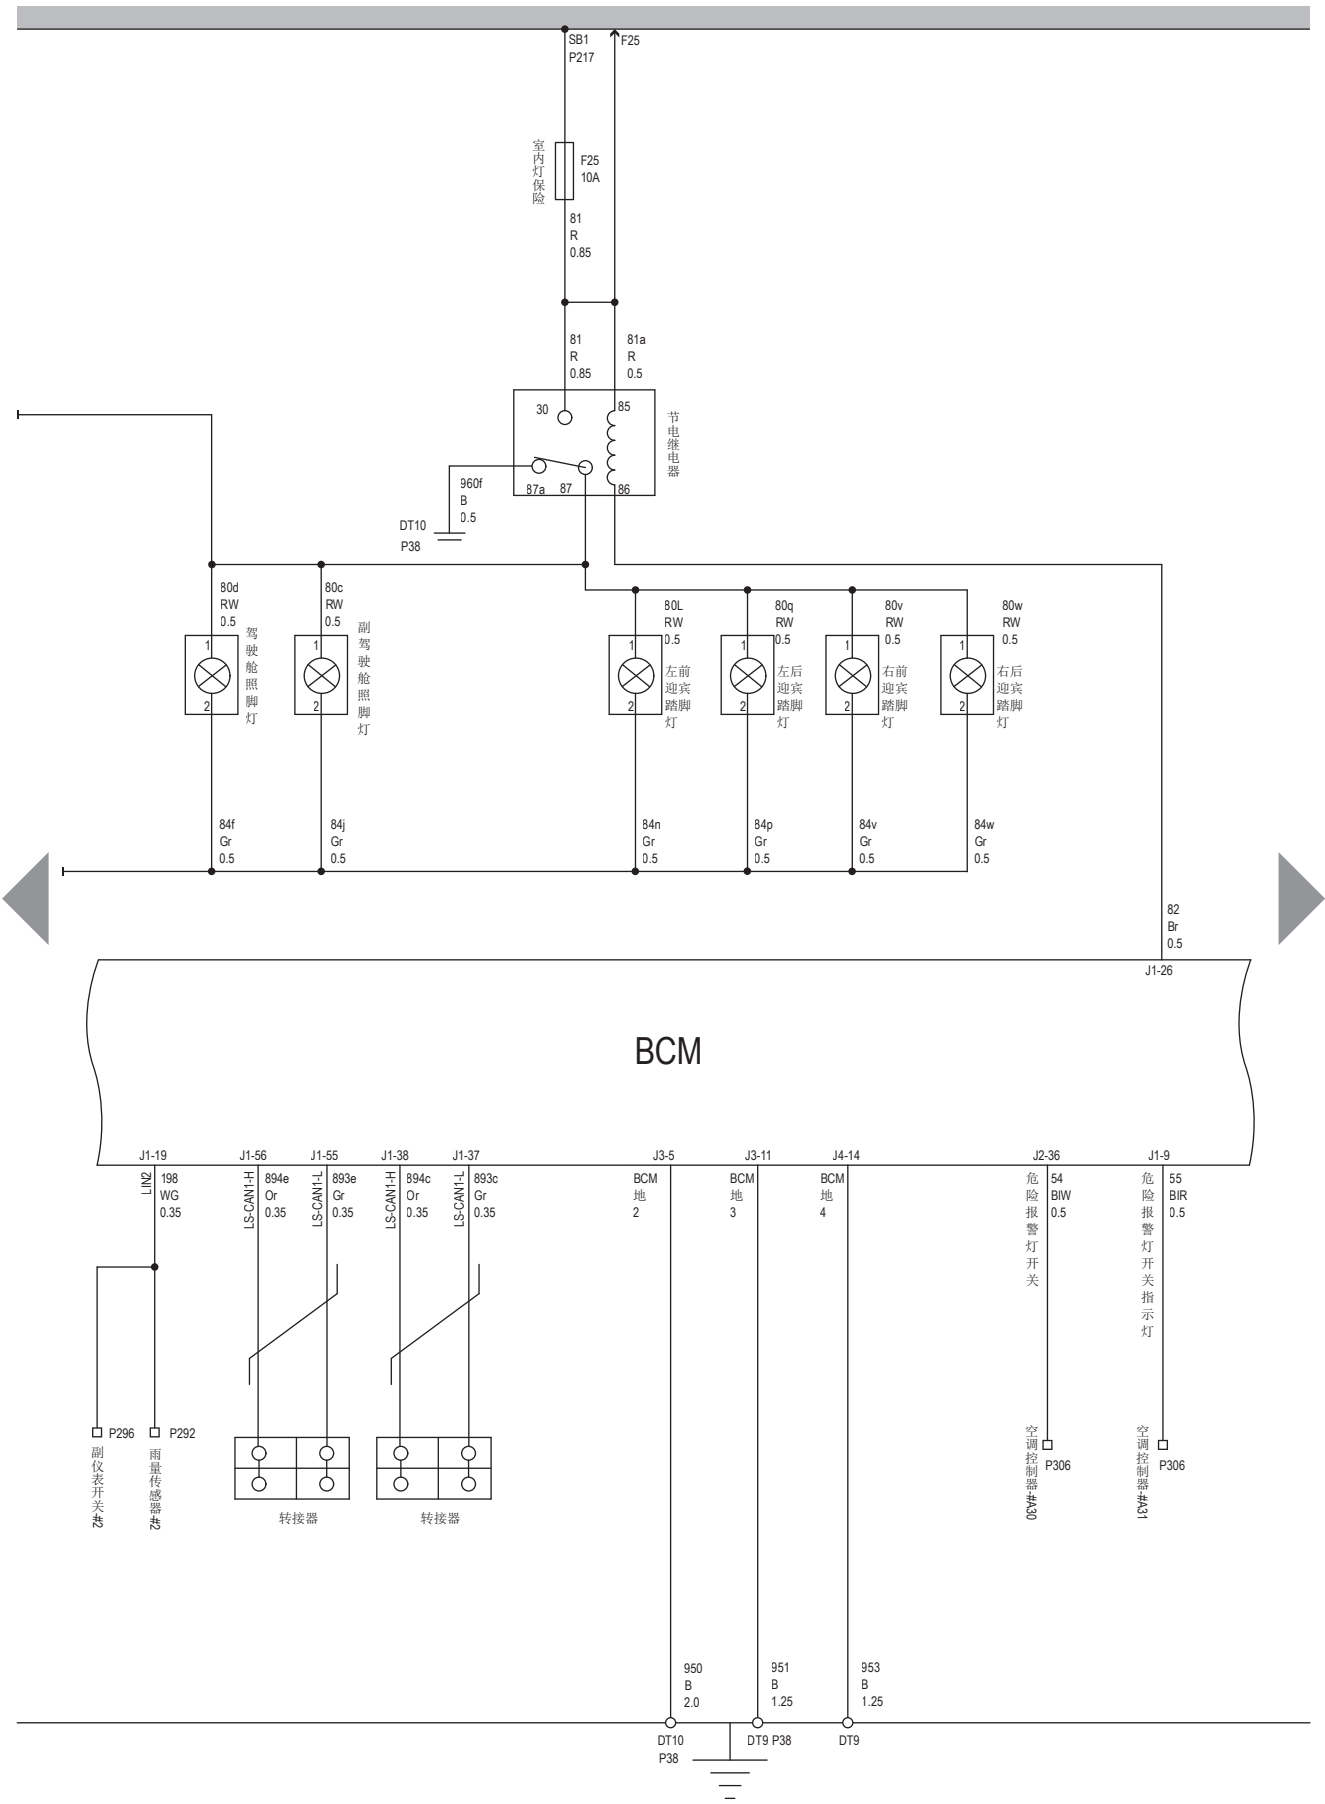 SB1
P217
F25
室内灯保险
F25
10A
81
R
0.85
81
R
0.85
81a
R
0.5
30
85
87a
87
86
节电继电器
960f
B
0.5
DT10
P38
80d
RW
0.5
1
2
驾驶舱照脚灯
80c
RW
0.5
1
2
副驾驶舱照脚灯
80L
RW
0.5
1
2
左前
迎宾
踏脚
灯
80q
RW
0.5
1
2
左后
迎宾
踏脚
灯
80v
RW
0.5
1
2
右前
迎宾
踏脚
灯
80w
RW
0.5
1
2
右后
迎宾
踏脚
灯
84f
Gr
0.5
84j
Gr
0.5
84n
Gr
0.5
84p
Gr
0.5
84v
Gr
0.5
84w
Gr
0.5
82
Br
0.5
J1-26
BCM
J1-19
J1-56
J1-55
J1-38
J1-37
J3-5
J3-11
J4-14
J2-36
J1-9
LIN2
198
WG
0.35
LS-CAN1-H
894e
Or
0.35
LS-CAN1-L
893e
Gr
0.35
LS-CAN1-H
894c
Or
0.35
LS-CAN1-L
893c
Gr
0.35
BCM
地
2
BCM
地
3
BCM
地
4
危险报警灯开关
54
BlW
0.5
危险报警灯开关指示灯
55
BlR
0.5
P296
副仪表开关-#2
P292
雨量传感器-#2
转接器
转接器
空调控制器-#A30
P306
空调控制器-#A31
P306
950
B
2.0
951
B
1.25
953
B
1.25
DT10
P38
DT9 P38
DT9